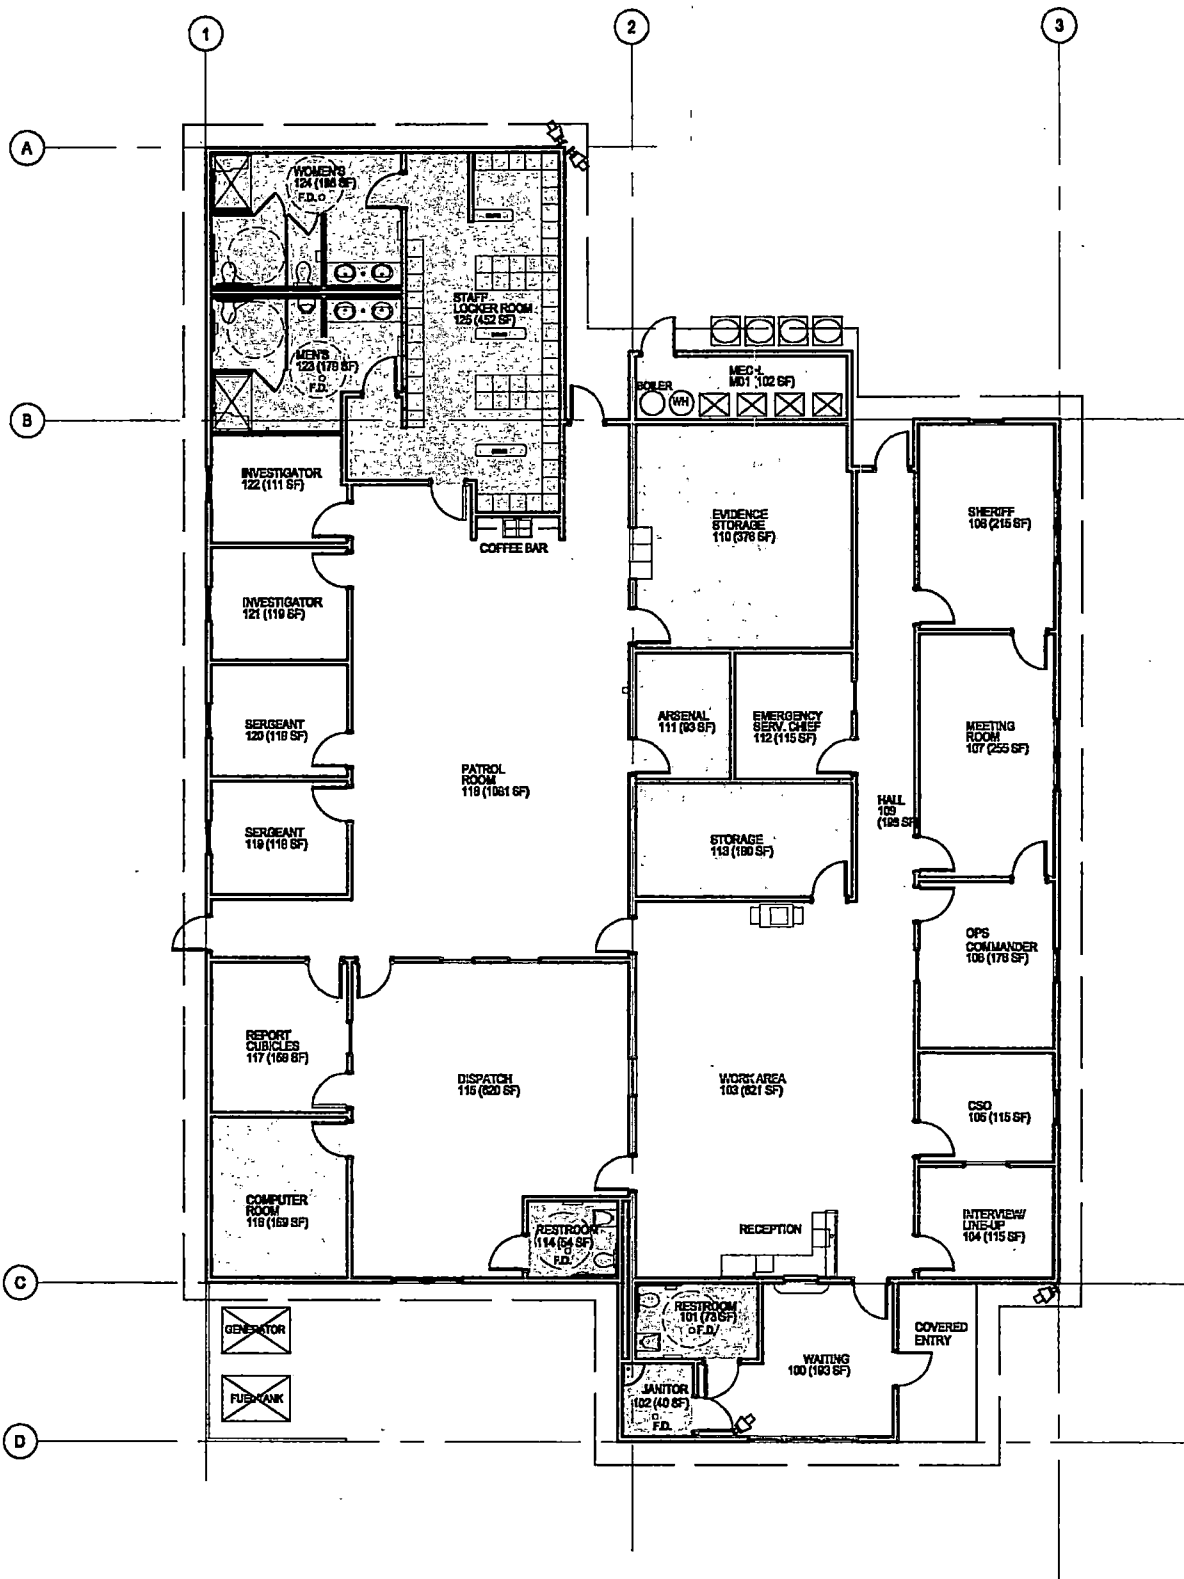 1
2
3
A
WOMEN'S
124 (196 SF)
F.D.
STAFF
LOCKER ROOM
125 (452 SF)
MEN'S
123 (179 SF)
F.D.
MECH.
M01 (102 SF)
BOILER
WH
B
INVESTIGATOR
122 (111 SF)
EVIDENCE
STORAGE
110 (376 SF)
SHERIFF
108 (215 SF)
COFFEE BAR
INVESTIGATOR
121 (119 SF)
SERGEANT
120 (118 SF)
ARSENAL
111 (93 SF)
EMERGENCY
SERV. CHIEF
112 (115 SF)
MEETING
ROOM
107 (255 SF)
PATROL
ROOM
118 (1081 SF)
HALL
109
SERGEANT
119 (118 SF)
STORAGE
113 (180 SF)
OPS
COMMANDER
106 (178 SF)
REPORT
CUBICLES
117 (159 SF)
DISPATCH
115 (620 SF)
WORK AREA
103 (821 SF)
CSO
105 (115 SF)
COMPUTER
ROOM
116 (169 SF)
RESTROOM
114 (54 SF)
F.D.
RECEPTION
INTERVIEW/
LINE-UP
104 (115 SF)
C
GENERATOR
RESTROOM
101 (73 SF)
F.D.
COVERED
ENTRY
WAITING
100 (193 SF)
FUEL TANK
JANITOR
102 (40 SF)
F.D.
D